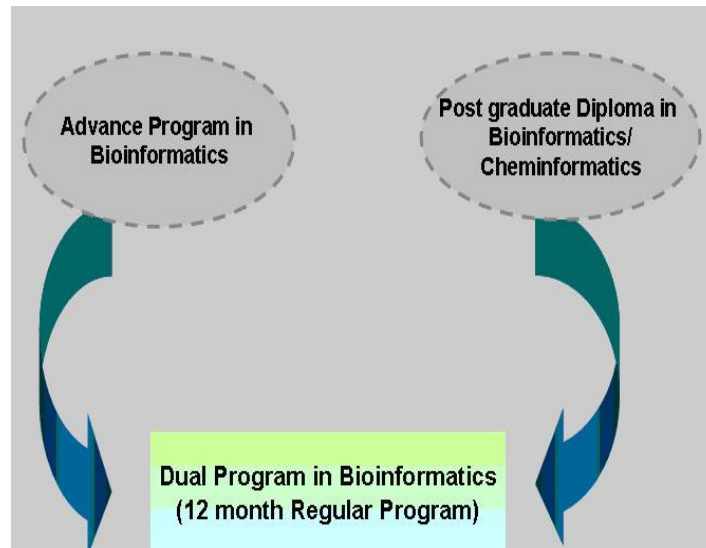 Advance Program in
Bioinformatics
Post graduate Diploma in
Bioinformatics/
Cheminformatics
Dual Program in Bioinformatics
(12 month Regular Program)